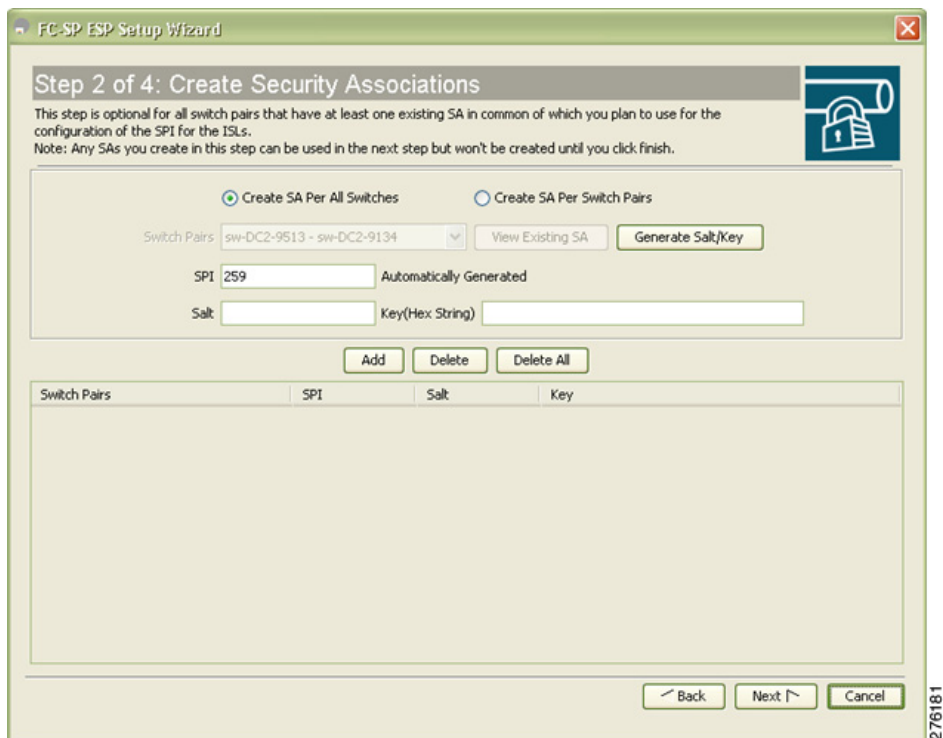 FC-SP ESP Setup Wizard
Step 2 of 4: Create Security Associations
This step is optional for all switch pairs that have at least one existing SA in common of which you plan to use for the
configuration of the SPI for the ISLs.
Note: Any SAs you create in this step can be used in the next step but won't be created until you click finish.
Create SA Per All Switches Create SA Per Switch Pairs
Switch Pairs sw-DC2-9513 - sw-DC2-9134 View Existing SA Generate Salt/Key
SPI 259 Automatically Generated
Salt Key(Hex String)
Add Delete Delete All
Switch Pairs SPI Salt Key
Back Next Cancel
276181